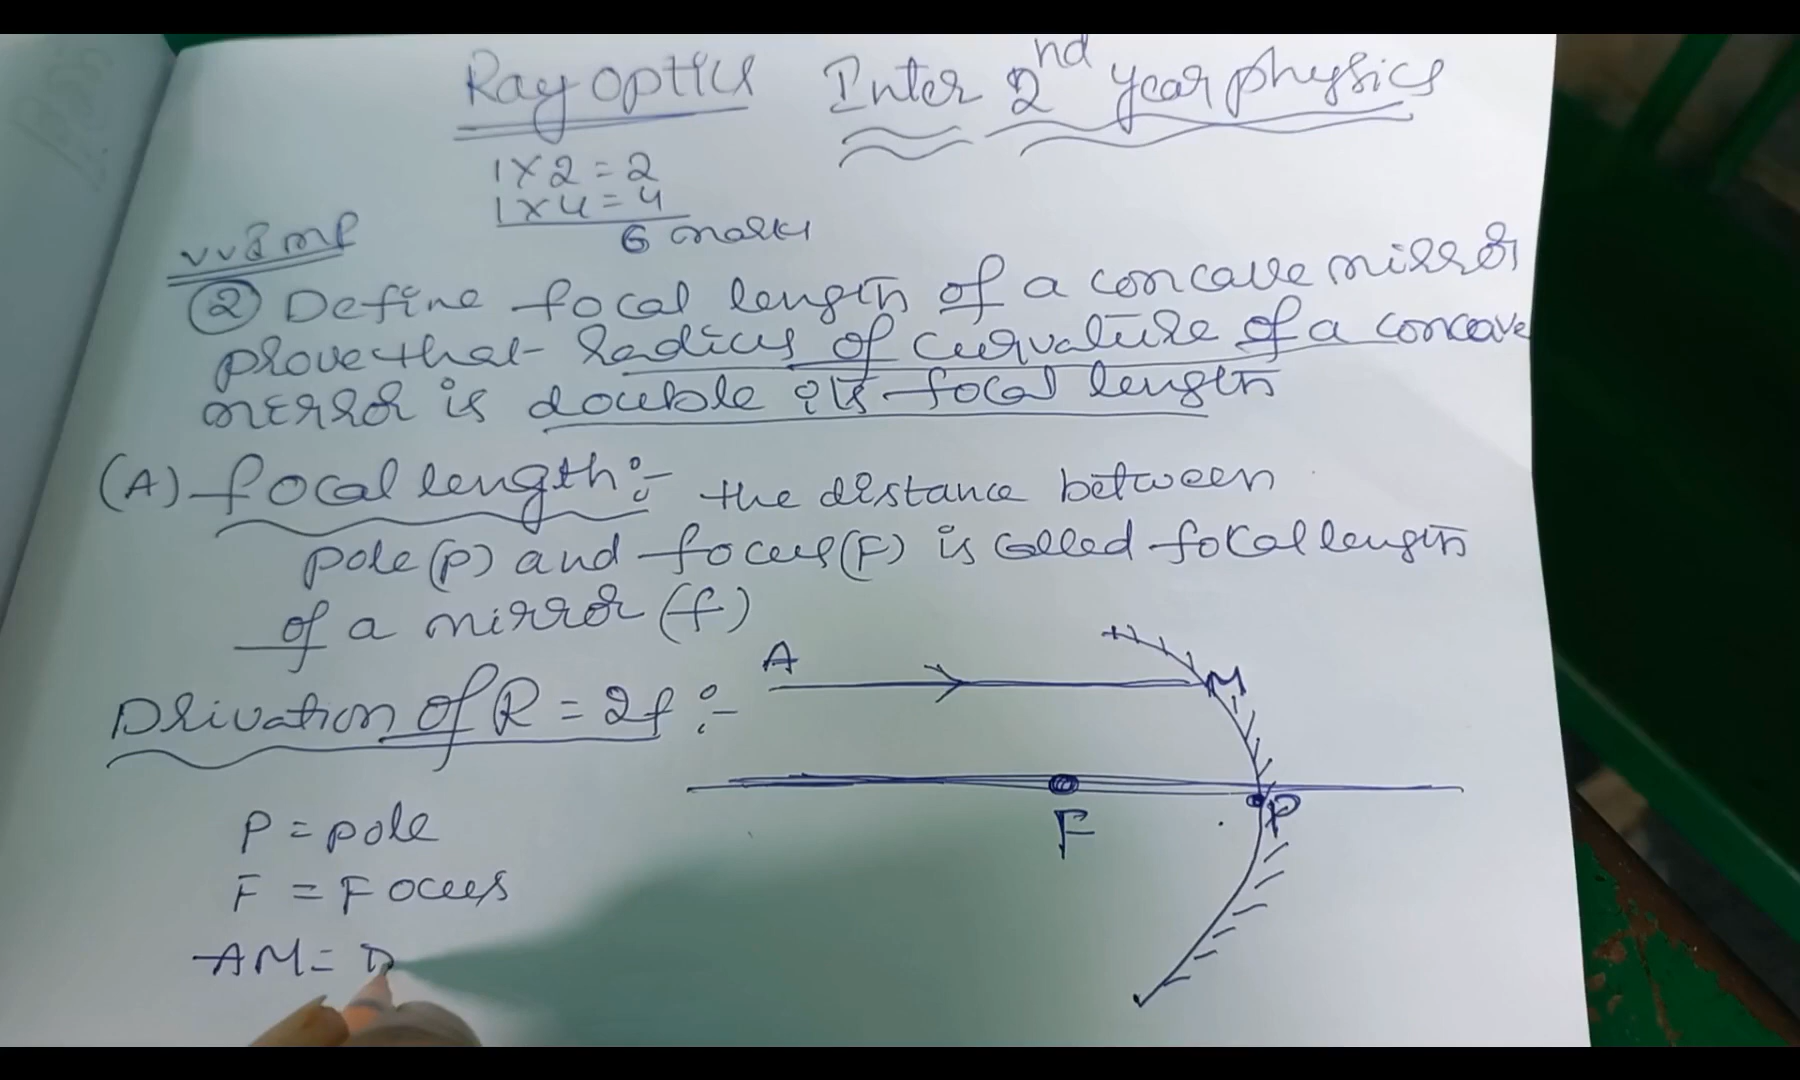 Ray optics Inter 2nd year physics
1 x 2 = 2
1 x 4 = 4
6 marks
vv Imp
(2) Define focal length of a concave mirror
prove that radius of curvature of a concave
mirror is double its focal length
(A) focal length :- the distance between
pole (p) and focus (F) is called focal length
of a mirror (f)
Drivation of R = 2f :-
A
M
F
P
P = pole
F = Focus
AM =